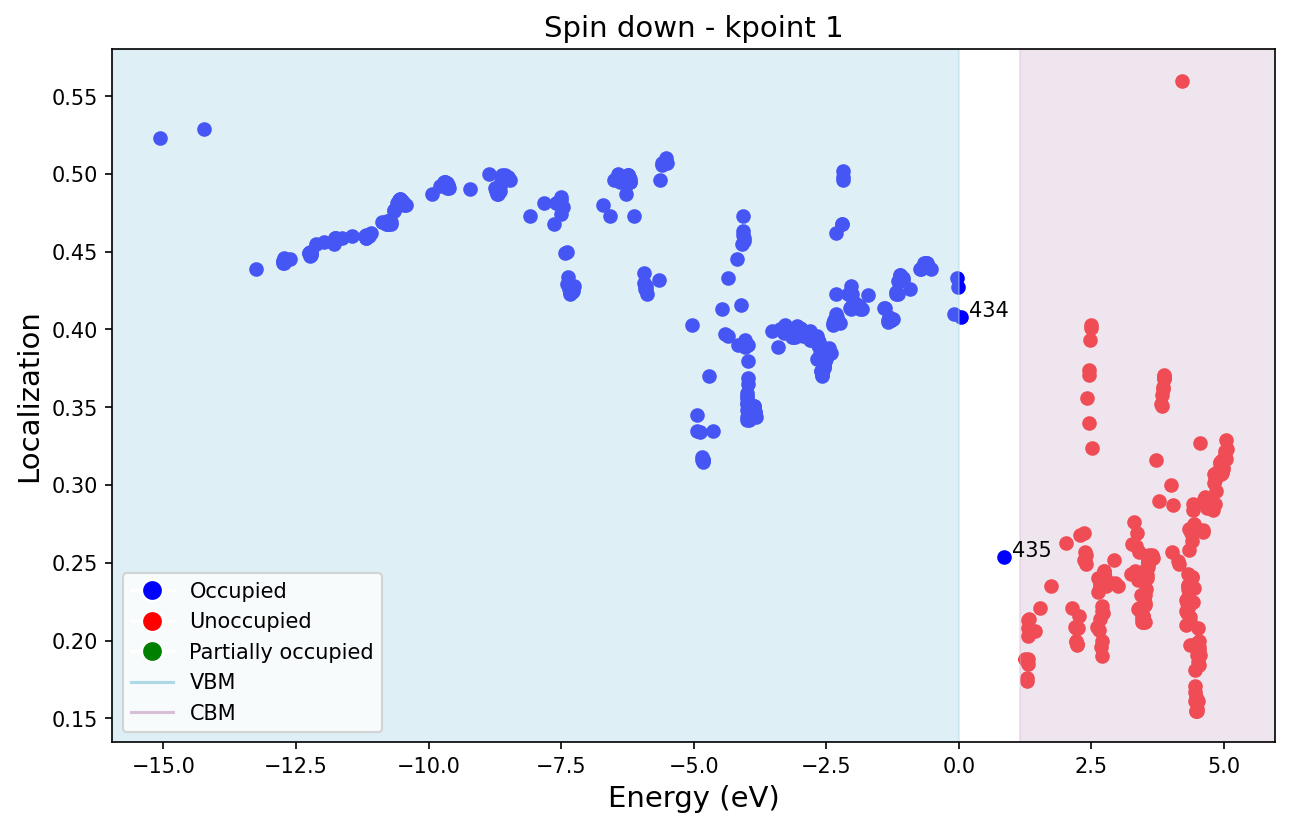 Spin down - kpoint 1
Localization
0.55
0.50
0.45
0.40
0.35
0.30
0.25
0.20
0.15
434
435
Occupied
Unoccupied
Partially occupied
VBM
CBM
−15.0 −12.5 −10.0 −7.5 −5.0 −2.5 0.0 2.5 5.0
Energy (eV)